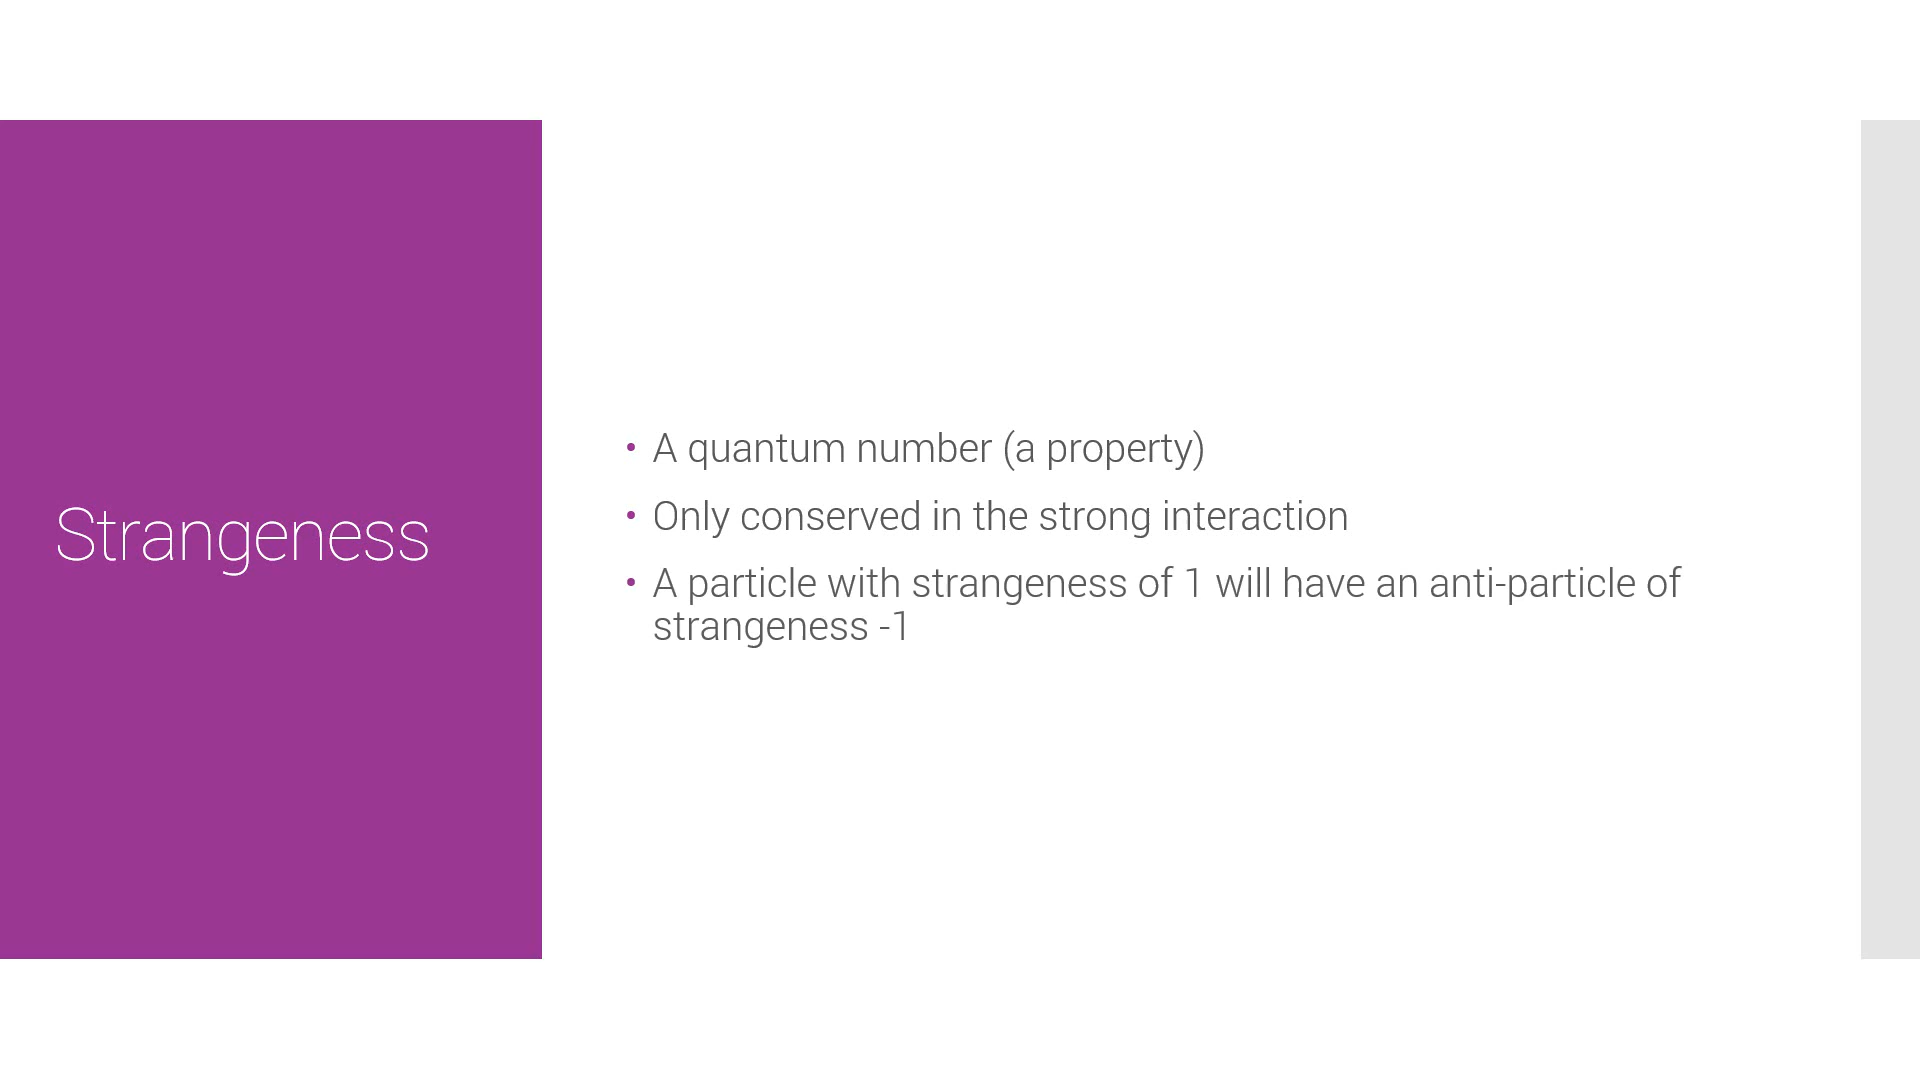 Strangeness
• A quantum number (a property)
• Only conserved in the strong interaction
• A particle with strangeness of 1 will have an anti-particle of
strangeness -1